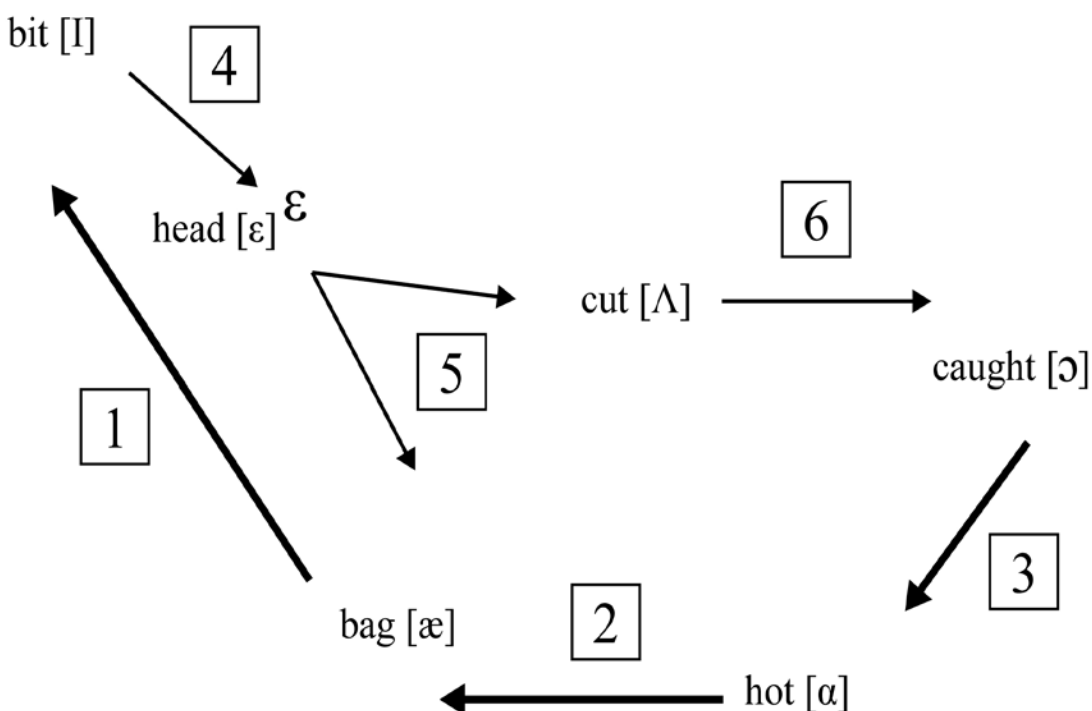 bit [I]
4
head [ε] ε
6
cut [Λ]
5
caught [ɔ]
1
3
2
bag [æ]
hot [α]